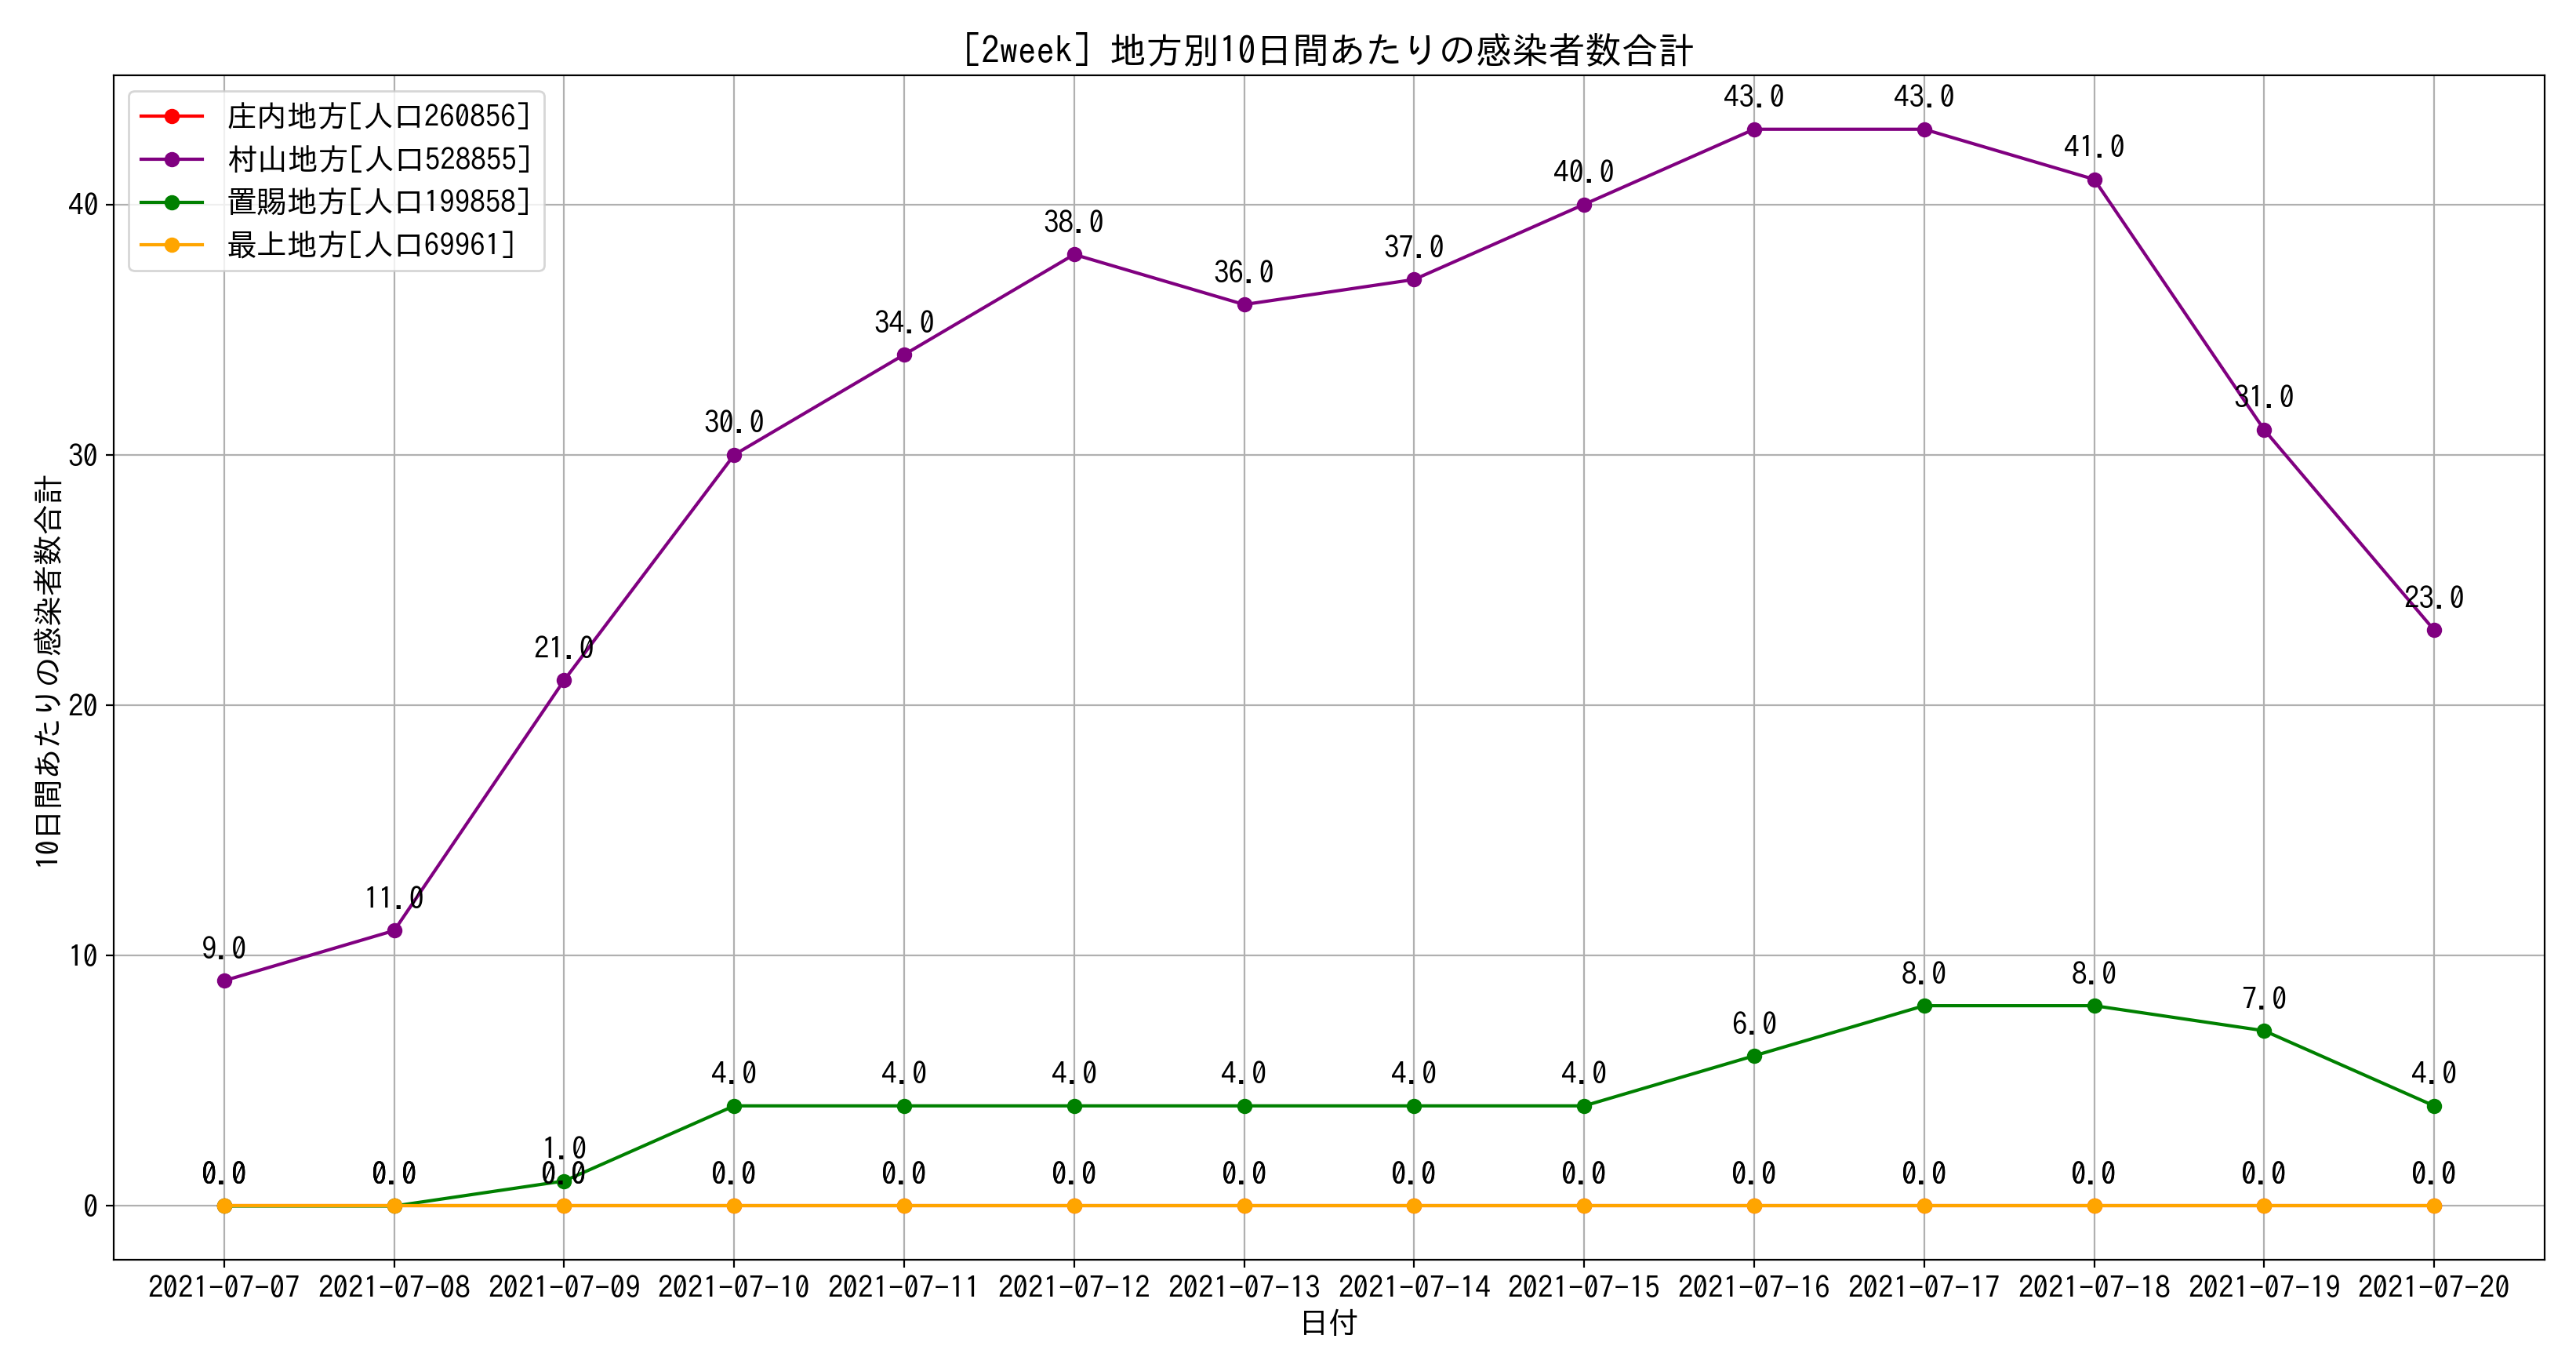 [2week] 地方別10日間あたりの感染者数合計
庄内地方[人口260856]
村山地方[人口528855]
置賜地方[人口199858]
最上地方[人口69961]
10日間あたりの感染者数合計
40
30
20
10
0
9.0 11.0 21.0 30.0 34.0 38.0 36.0 37.0 40.0 43.0 43.0 41.0 31.0 23.0
1.0 4.0 4.0 4.0 4.0 4.0 4.0 6.0 8.0 8.0 7.0 4.0
0.0 0.0 0.0 0.0 0.0 0.0 0.0 0.0 0.0 0.0 0.0 0.0 0.0 0.0
2021-07-07 2021-07-08 2021-07-09 2021-07-10 2021-07-11 2021-07-12 2021-07-13 2021-07-14 2021-07-15 2021-07-16 2021-07-17 2021-07-18 2021-07-19 2021-07-20
日付